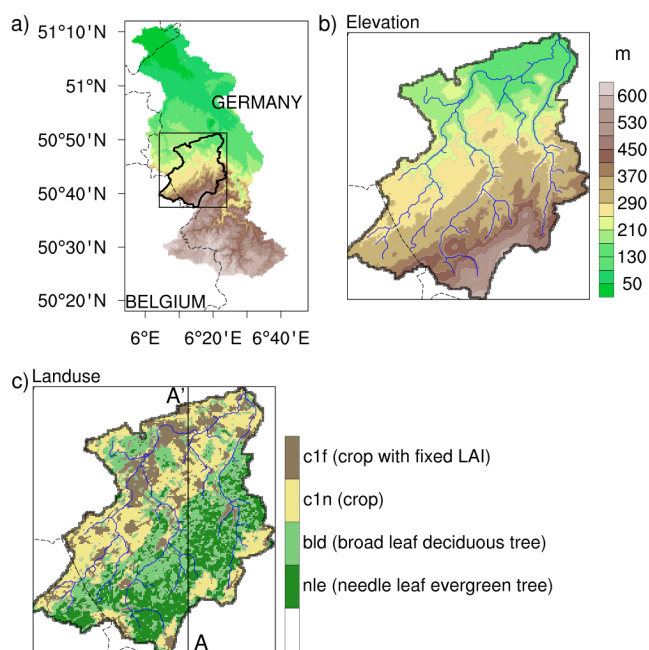 a)
51°10'N
51°N
50°50'N
50°40'N
50°30'N
50°20'N
GERMANY
BELGIUM
6°E 6°20'E 6°40'E
b) Elevation
m
600
530
450
370
290
210
130
50
c) Landuse
A'
A
c1f (crop with fixed LAI)
c1n (crop)
bld (broad leaf deciduous tree)
nle (needle leaf evergreen tree)